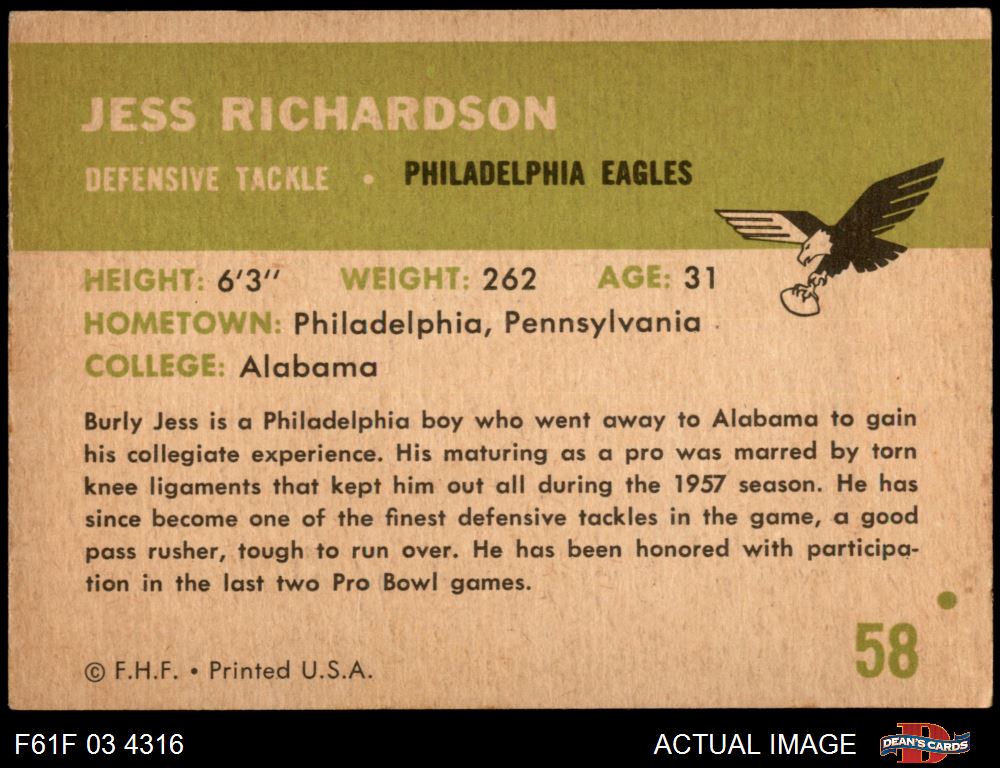 JESS RICHARDSON
DEFENSIVE TACKLE • PHILADELPHIA EAGLES
HEIGHT: 6'3" WEIGHT: 262 AGE: 31
HOMETOWN: Philadelphia, Pennsylvania
COLLEGE: Alabama
Burly Jess is a Philadelphia boy who went away to Alabama to gain
his collegiate experience. His maturing as a pro was marred by torn
knee ligaments that kept him out all during the 1957 season. He has
since become one of the finest defensive tackles in the game, a good
pass rusher, tough to run over. He has been honored with participa-
tion in the last two Pro Bowl games.
58
© F.H.F. • Printed U.S.A.
F61F 03 4316
ACTUAL IMAGE
D
DEAN'S CARDS